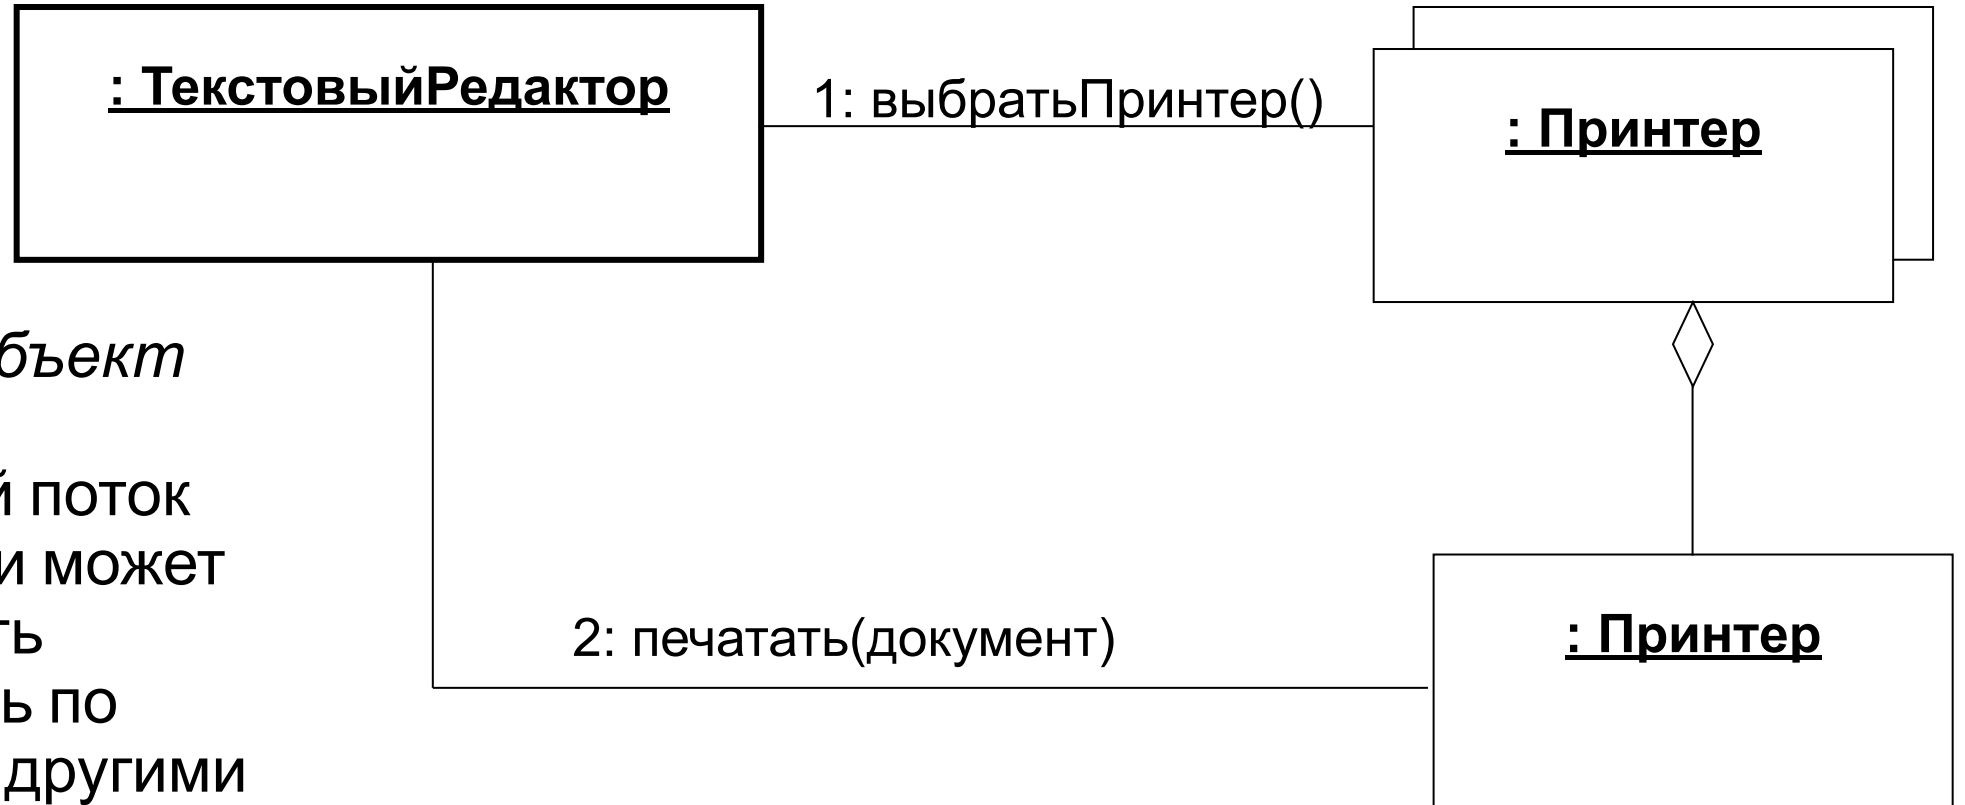 : ТекстовыйРедактор
1: выбратьПринтер()
: Принтер
бъект
й поток
и может
ть
2: печатать(документ)
: Принтер
ь по
другими